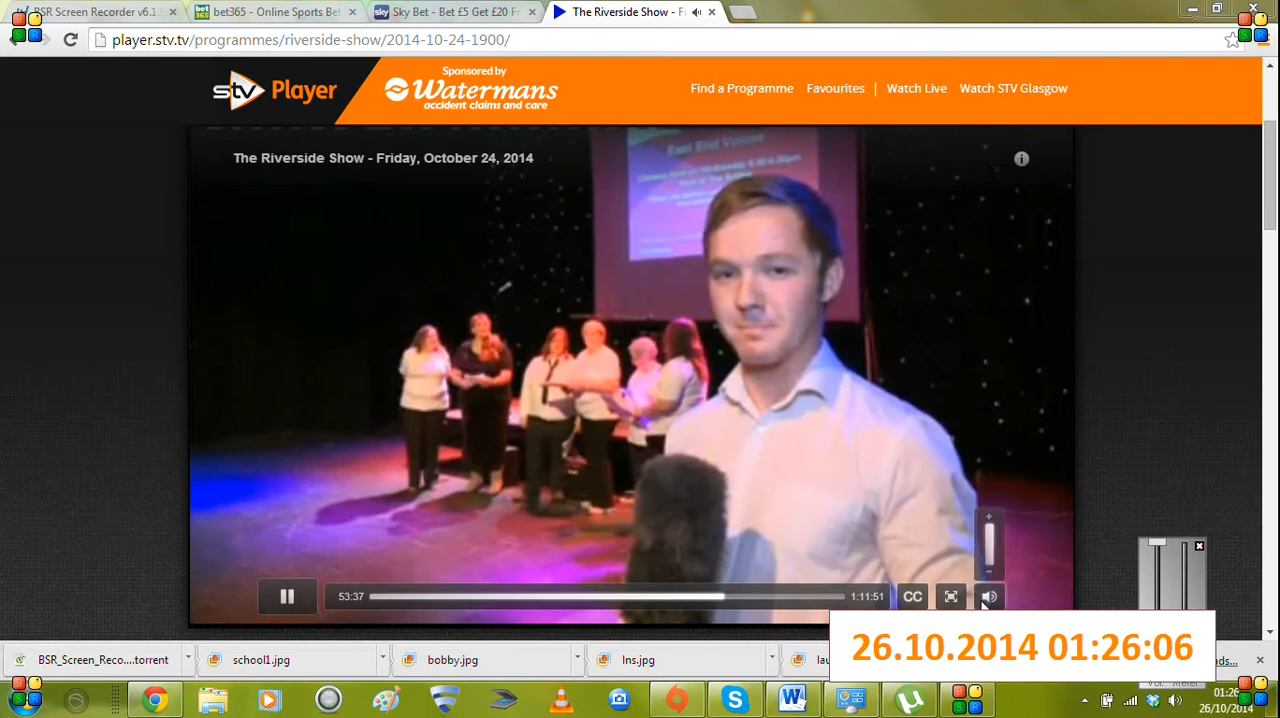 BSR Screen Recorder v6.1.
bet365 - Online Sports Bet
Sky Bet - Bet £5 Get £20 Fr
The Riverside Show - F
player.stv.tv/programmes/riverside-show/2014-10-24-1900/
stv Player
Sponsored by
Watermans
accident claims and care
Find a Programme
Favourites
Watch Live
Watch STV Glasgow
The Riverside Show - Friday, October 24, 2014
East End Voices
53:37
1:11:51
CC
BSR_Screen_Reco....torrent
school1.jpg
bobby.jpg
lns.jpg
26.10.2014 01:26:06
01:26
26/10/2014